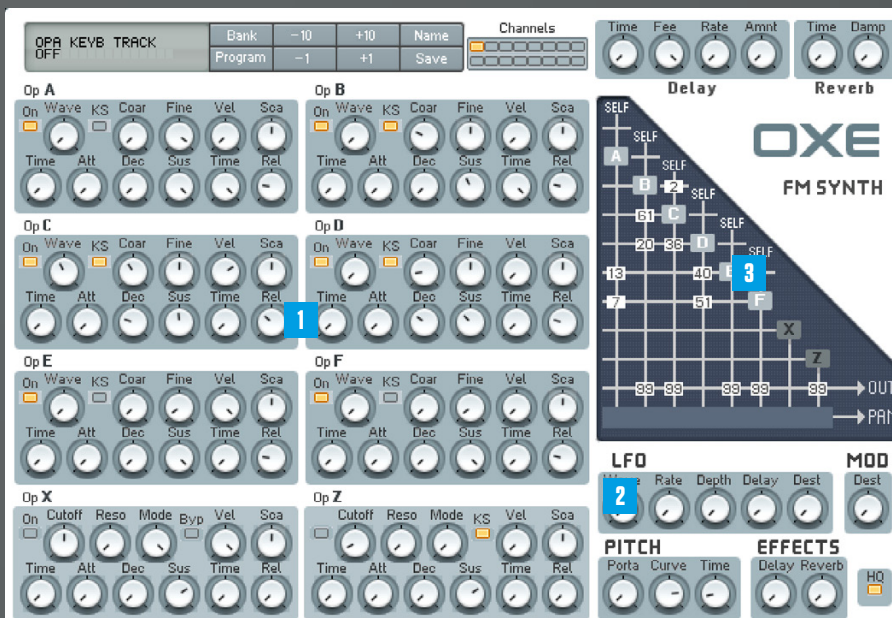 OPA KEYB TRACK
OFF
Bank -10 +10 Name
Program -1 +1 Save
Channels
Time Fee Rate Amnt
Delay
Time Damp
Reverb
Op A
On Wave KS Coar Fine Vel Sca
Time Att Dec Sus Time Rel
Op B
On Wave KS Coar Fine Vel Sca
Time Att Dec Sus Time Rel
Op C
On Wave KS Coar Fine Vel Sca
Time Att Dec Sus Time Rel
Op D
On Wave KS Coar Fine Vel Sca
Time Att Dec Sus Time Rel
1
Op E
On Wave KS Coar Fine Vel Sca
Time Att Dec Sus Time Rel
Op F
On Wave KS Coar Fine Vel Sca
Time Att Dec Sus Time Rel
Op X
On Cutoff Reso Mode Byp Vel Sca
Time Att Dec Sus Time Rel
Op Z
Cutoff Reso Mode KS Vel Sca
Time Att Dec Sus Time Rel
OXE
FM SYNTH
SELF
SELF
A
SELF
B 2
SELF
61 C
SELF
20 36 D
SELF
13 40 3
7 51 F
X
Z
99 99 99 99 99 OUT
PAN
LFO
2 Rate Depth Delay Dest
MOD
Dest
PITCH
Porta Curve Time
EFFECTS
Delay Reverb
HQ